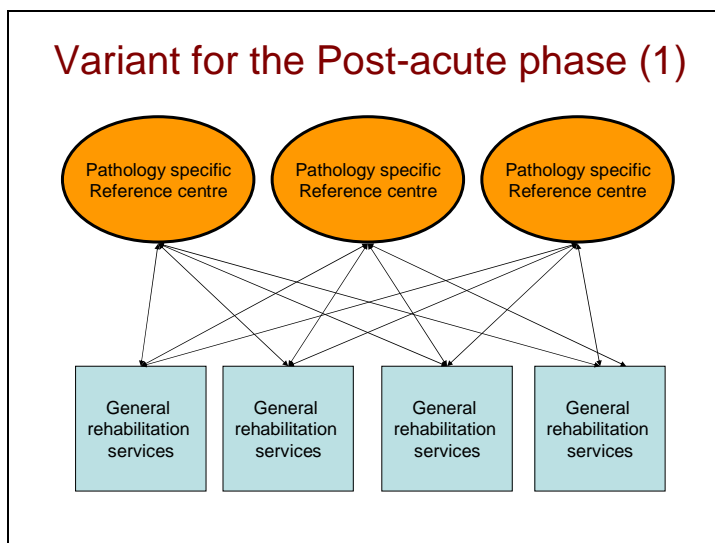 Variant for the Post-acute phase (1)
Pathology specific
Reference centre
Pathology specific
Reference centre
Pathology specific
Reference centre
General
rehabilitation
services
General
rehabilitation
services
General
rehabilitation
services
General
rehabilitation
services